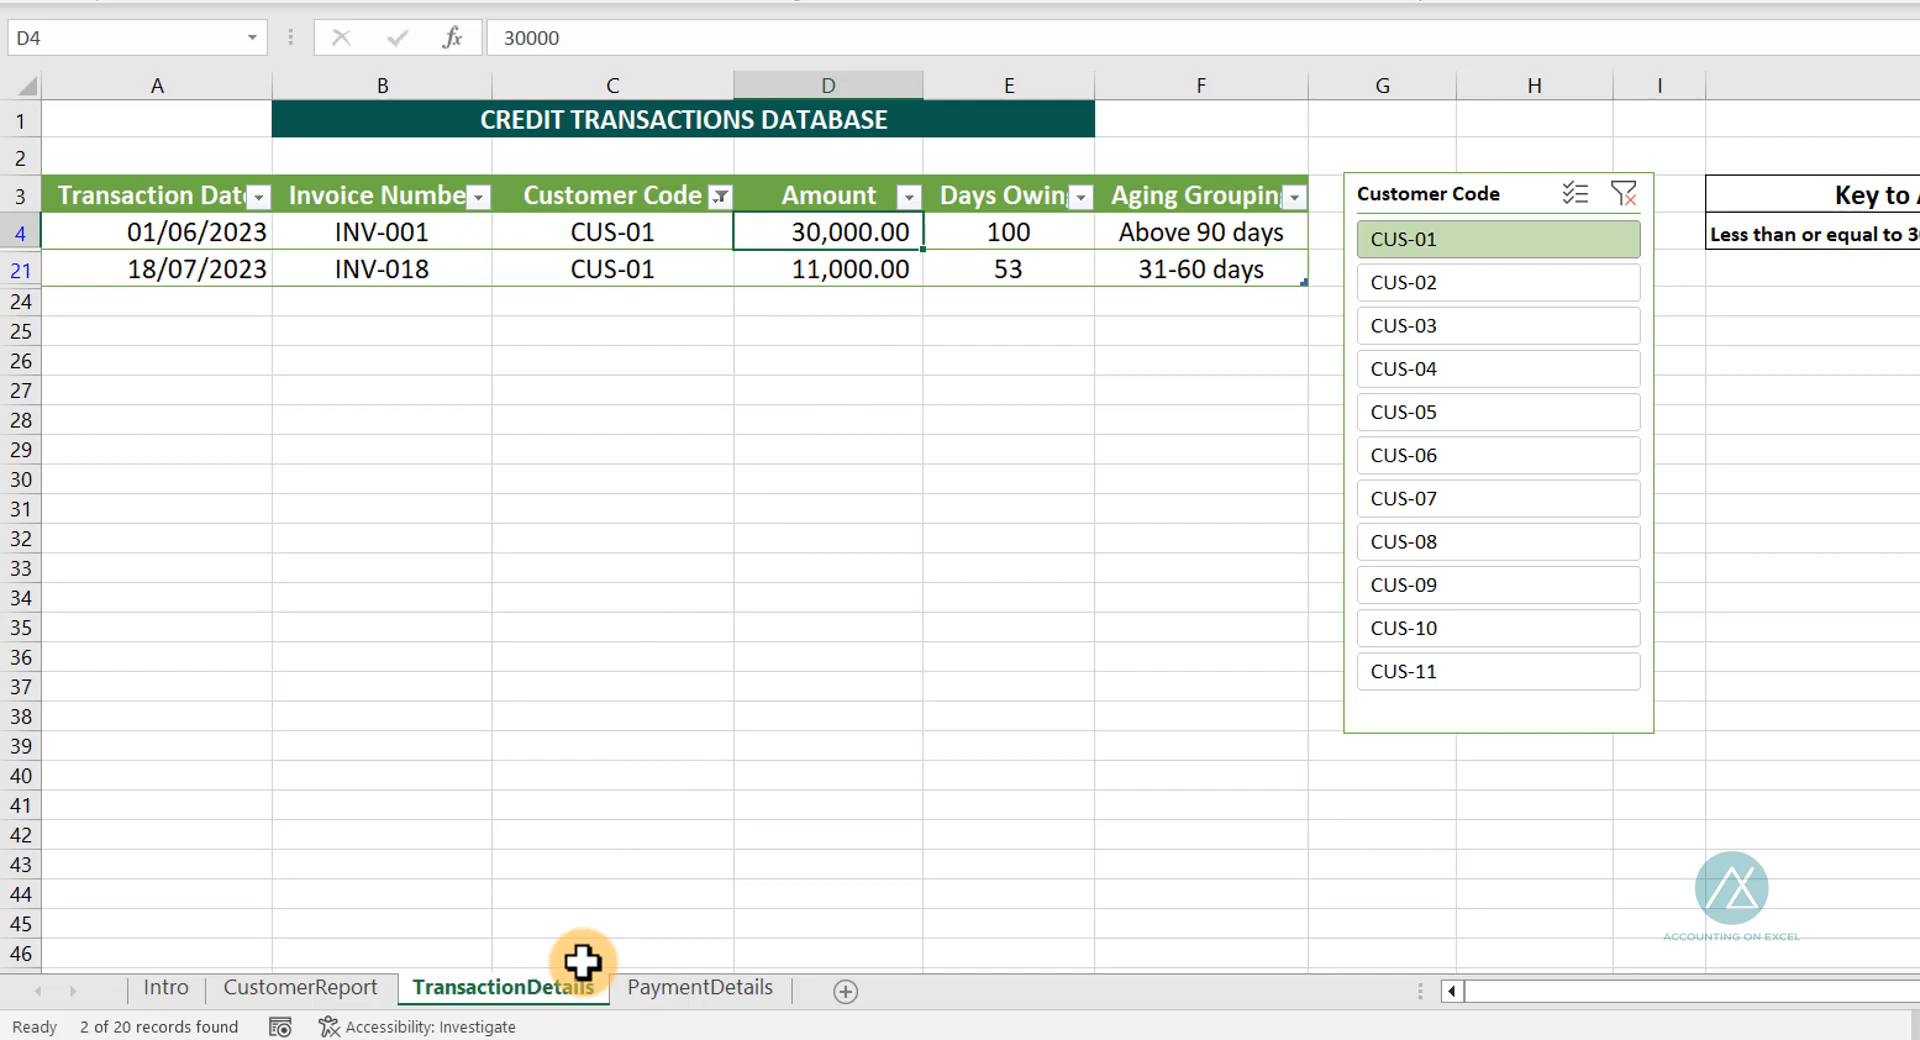 D4 fx 30000
A B C D E F G H I
1 CREDIT TRANSACTIONS DATABASE
2
3 Transaction Dat Invoice Numbe Customer Code Amount Days Owin Aging Groupin
4 01/06/2023 INV-001 CUS-01 30,000.00 100 Above 90 days
21 18/07/2023 INV-018 CUS-01 11,000.00 53 31-60 days
24
25
26
27
28
29
30
31
32
33
34
35
36
37
38
39
40
41
42
43
44
45
46
Customer Code
CUS-01
CUS-02
CUS-03
CUS-04
CUS-05
CUS-06
CUS-07
CUS-08
CUS-09
CUS-10
CUS-11
Key to
Less than or equal to 3
ACCOUNTING ON EXCEL
Intro CustomerReport TransactionDetails PaymentDetails
Ready 2 of 20 records found Accessibility: Investigate